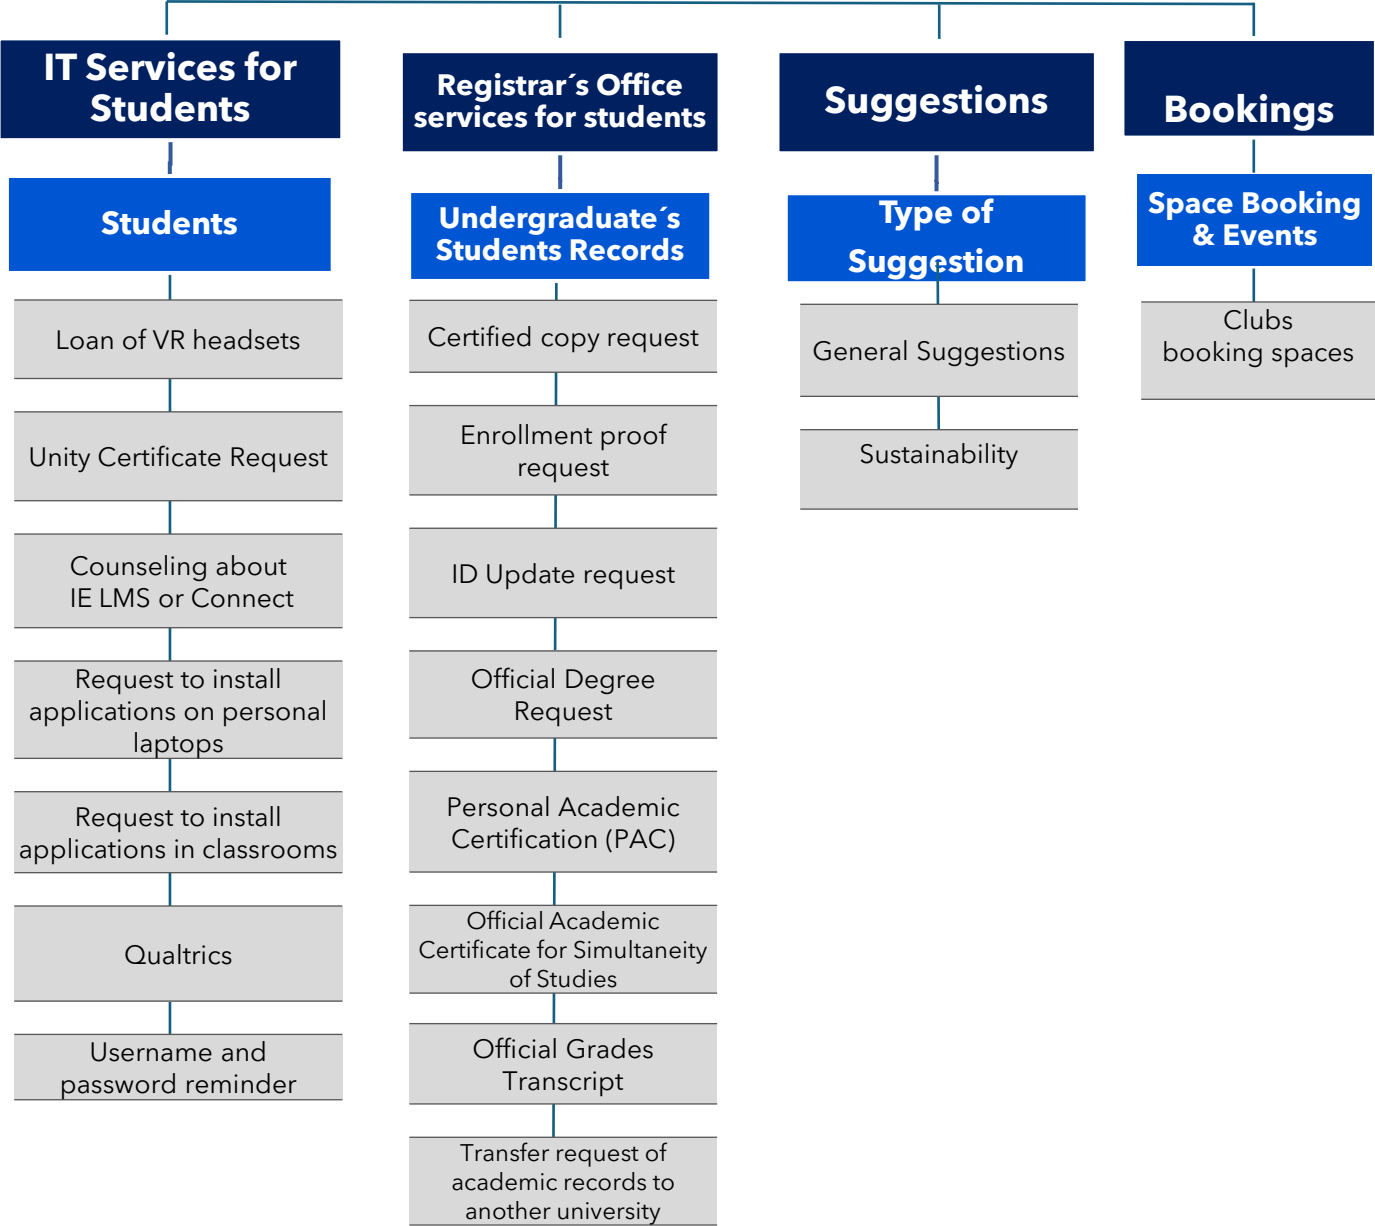 IT Services for
Students
Students
Loan of VR headsets
Unity Certificate Request
Counseling about
IE LMS or Connect
Request to install
applications on personal
laptops
Request to install
applications in classrooms
Qualtrics
Username and
password reminder
Registrar´s Office
services for students
Undergraduate´s
Students Records
Certified copy request
Enrollment proof
request
ID Update request
Official Degree
Request
Personal Academic
Certification (PAC)
Official Academic
Certificate for Simultaneity
of Studies
Official Grades
Transcript
Transfer request of
academic records to
another university
Suggestions
Type of
Suggestion
General Suggestions
Sustainability
Bookings
Space Booking
& Events
Clubs
booking spaces